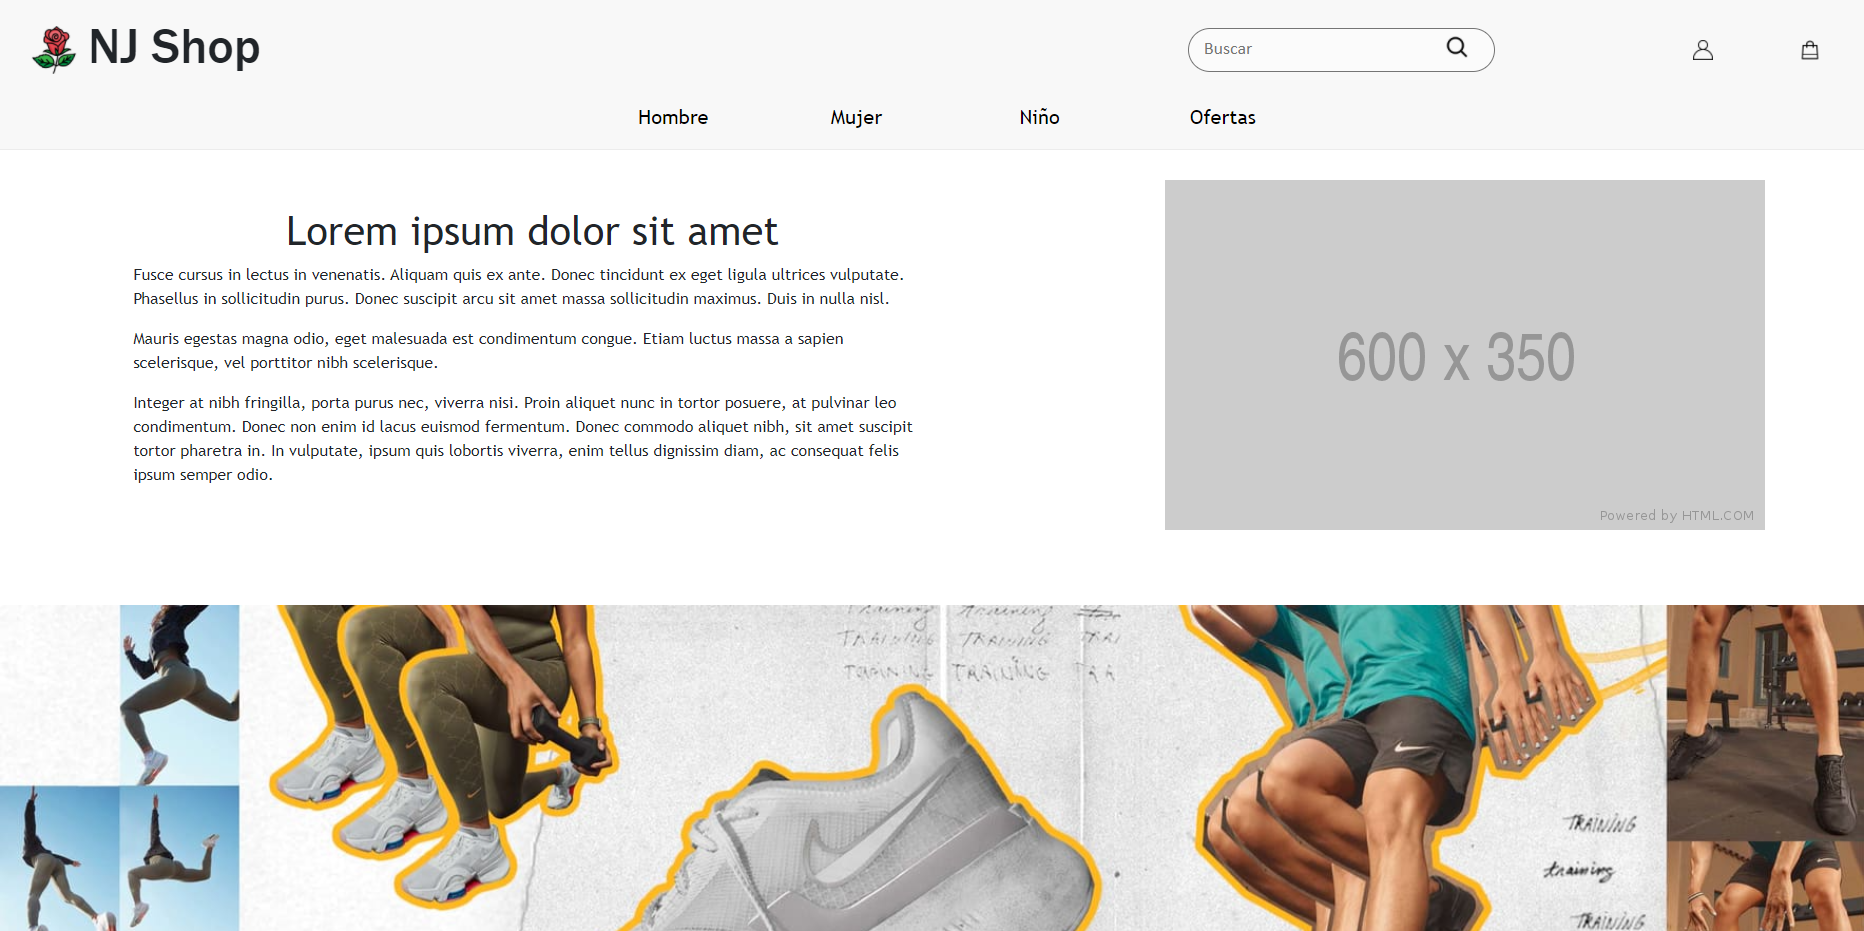 NJ Shop
Buscar
Hombre Mujer Niño Ofertas
Lorem ipsum dolor sit amet
Fusce cursus in lectus in venenatis. Aliquam quis ex ante. Donec tincidunt ex eget ligula ultrices vulputate.
Phasellus in sollicitudin purus. Donec suscipit arcu sit amet massa sollicitudin maximus. Duis in nulla nisl.
Mauris egestas magna odio, eget malesuada est condimentum congue. Etiam luctus massa a sapien
scelerisque, vel porttitor nibh scelerisque.
Integer at nibh fringilla, porta purus nec, viverra nisi. Proin aliquet nunc in tortor posuere, at pulvinar leo
condimentum. Donec non enim id lacus euismod fermentum. Donec commodo aliquet nibh, sit amet suscipit
tortor pharetra in. In vulputate, ipsum quis lobortis viverra, enim tellus dignissim diam, ac consequat felis
ipsum semper odio.
600 x 350
Powered by HTML.COM
Training Training
TRAINING TRAINING TRAI
TRAINING TRAINING
TRAINING
training
TRAINING